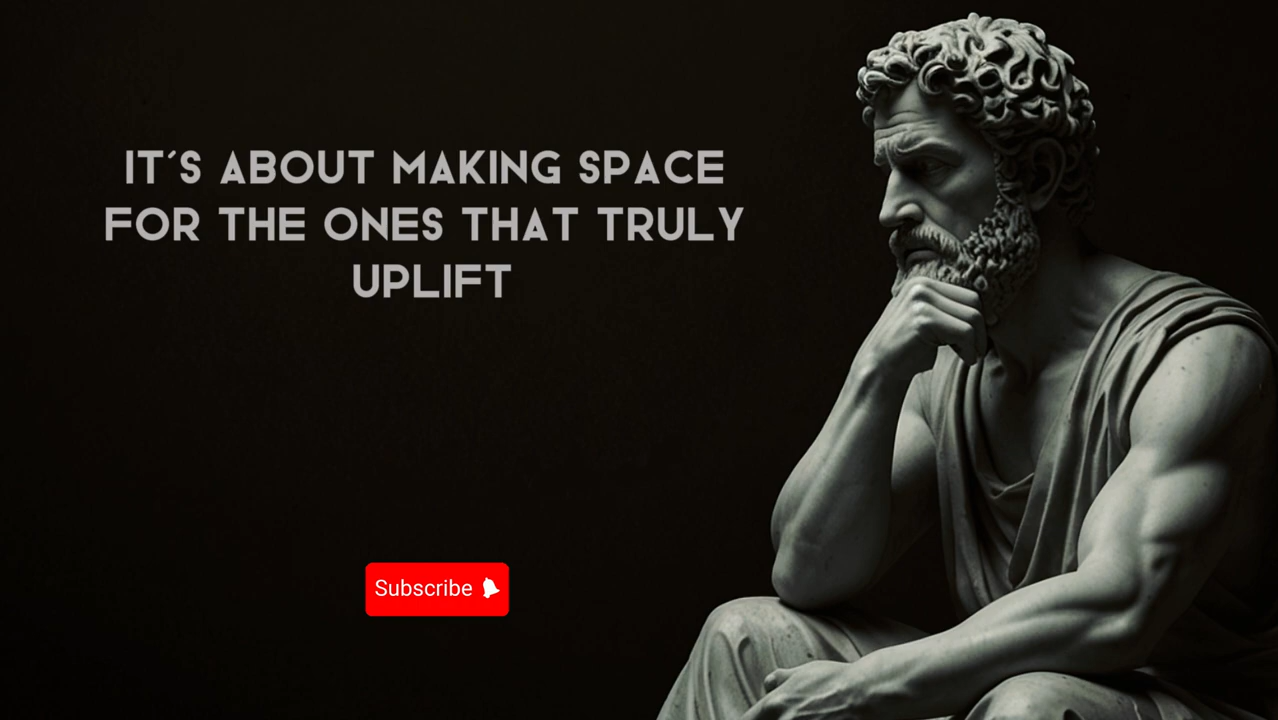 IT'S ABOUT MAKING SPACE
FOR THE ONES THAT TRULY
UPLIFT
Subscribe